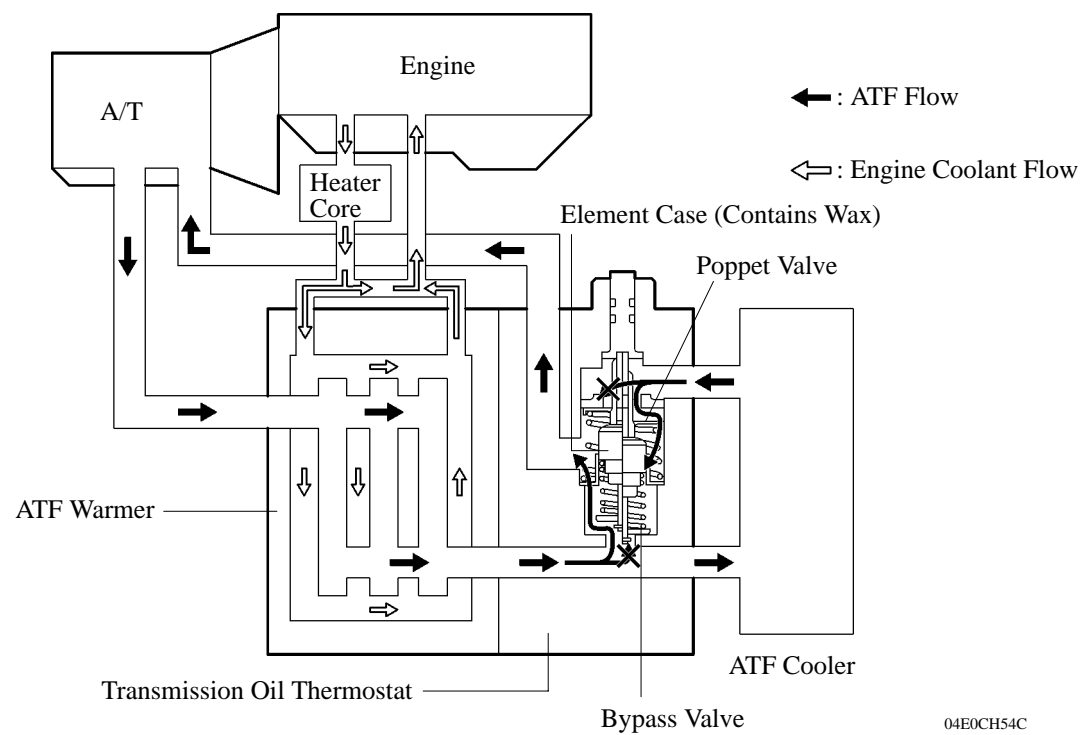 Engine
A/T
: ATF Flow
: Engine Coolant Flow
Heater
Core
Element Case (Contains Wax)
Poppet Valve
ATF Warmer
ATF Cooler
Transmission Oil Thermostat
Bypass Valve
04E0CH54C